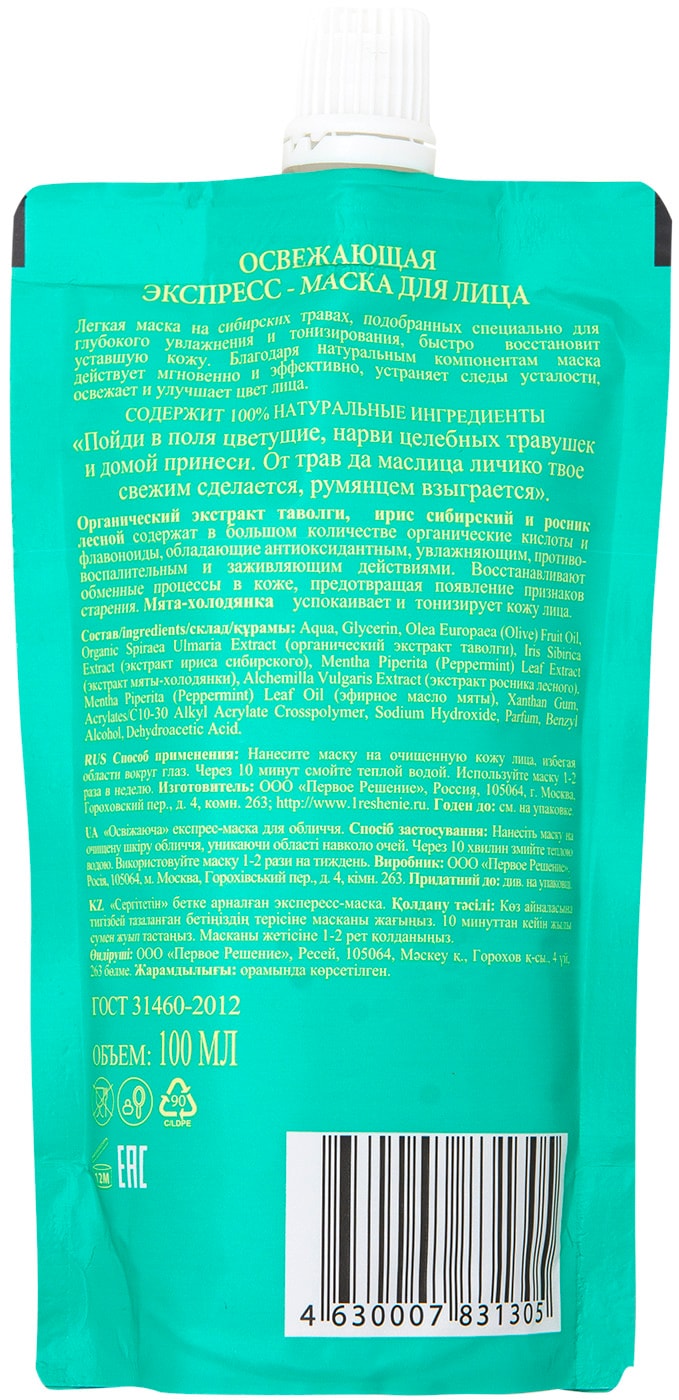 ОСВЕЖАЮЩАЯ
ЭКСПРЕСС - МАСКА ДЛЯ ЛИЦА
Легкая маска на сибирских травах, подобранных специально для
глубокого увлажнения и тонизирования, быстро восстановит
уставшую кожу. Благодаря натуральным компонентам маска
действует мгновенно и эффективно, устраняет следы усталости,
освежает и улучшает цвет лица.
СОДЕРЖИТ 100% НАТУРАЛЬНЫЕ ИНГРЕДИЕНТЫ
«Пойди в поля цветущие, нарви целебных травушек
и домой принеси. От трав да маслица личико твое
свежим сделается, румянцем взыграется».
Органический экстракт таволги, ирис сибирский и росник
лесной содержат в большом количестве органические кислоты и
флавоноиды, обладающие антиоксидантным, увлажняющим, противо-
воспалительным и заживляющим действиями. Восстанавливают
обменные процессы в коже, предотвращая появление признаков
старения. Мята-холодянка успокаивает и тонизирует кожу лица.
Состав/ingredients/склад/құрамы: Aqua, Glycerin, Olea Europaea (Olive) Fruit Oil,
Organic Spiraea Ulmaria Extract (органический экстракт таволги), Iris Sibirica
Extract (экстракт ириса сибирского), Mentha Piperita (Peppermint) Leaf Extract
(экстракт мяты-холодянки), Alchemilla Vulgaris Extract (экстракт росника лесного),
Mentha Piperita (Peppermint) Leaf Oil (эфирное масло мяты), Xanthan Gum,
Acrylates/C10-30 Alkyl Acrylate Crosspolymer, Sodium Hydroxide, Parfum, Benzyl
Alcohol, Dehydroacetic Acid.
RUS Способ применения: Нанесите маску на очищенную кожу лица, избегая
области вокруг глаз. Через 10 минут смойте теплой водой. Используйте маску 1-2
раза в неделю. Изготовитель: ООО «Первое Решение», Россия, 105064, г. Москва,
Гороховский пер., д. 4, комн. 263; http://www.1reshenie.ru. Годен до: см. на упаковке.
UA «Освіжаюча» експрес-маска для обличчя. Спосіб застосування: Нанесіть маску на
очищену шкіру обличчя, уникаючи області навколо очей. Через 10 хвилин змийте теплою
водою. Використовуйте маску 1-2 рази на тиждень. Виробник: ООО «Первое Решение».
Росія, 105064, м. Москва, Горохівський пер., д. 4, кімн. 263. Придатний до: див. на упаковці.
KZ «Сергітетін» бетке арналған экспересс-маска. Қолдану тәсілі: Көз айналасына
тигізбей тазаланған бетіңіздің терісіне масканы жағыңыз. 10 минуттан кейін жылы
сумен жуып тастаңыз. Масканы жетісіне 1-2 рет қолданыңыз.
Өндіруші: ООО «Первое Решение», Ресей, 105064, Мәскеу қ., Горохов қ-сы., 4 үй,
263 бөлме. Жарамдылығы: орамында көрсетілген.
ГОСТ 31460-2012
ОБЪЕМ: 100 МЛ
90
C/LDPE
12M
EAC
4 630007 831305